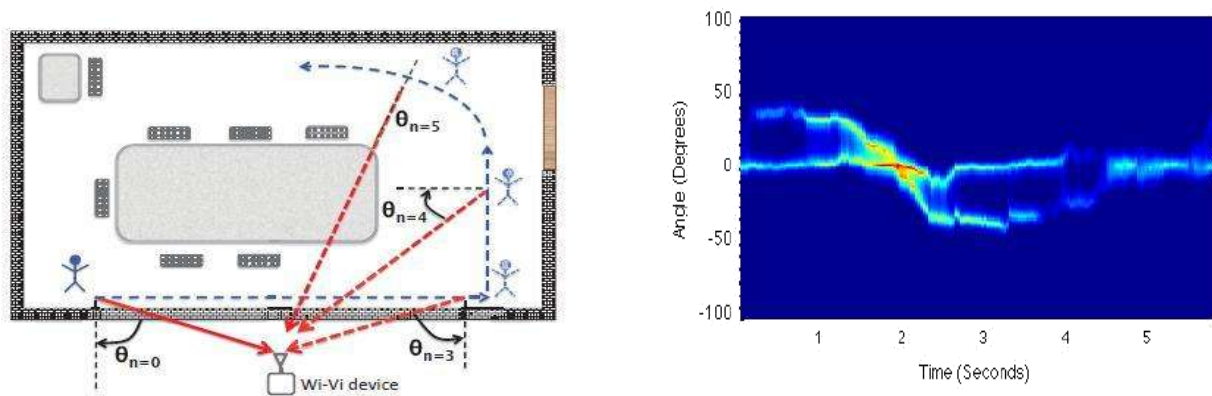 θn=5
θn=4
θn=0
θn=3
Wi-Vi device
100
50
0
-50
-100
Angle (Degrees)
1 2 3 4 5
Time (Seconds)